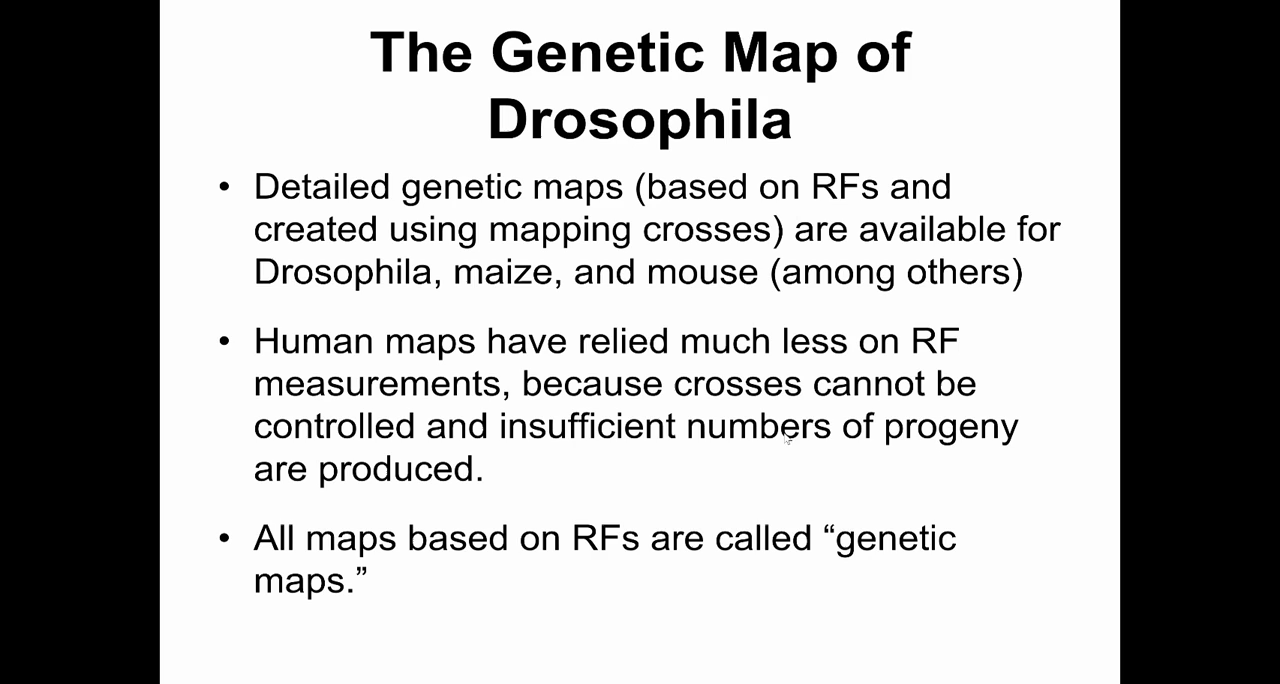 The Genetic Map of
Drosophila
• Detailed genetic maps (based on RFs and
created using mapping crosses) are available for
Drosophila, maize, and mouse (among others)
• Human maps have relied much less on RF
measurements, because crosses cannot be
controlled and insufficient numbers of progeny
are produced.
• All maps based on RFs are called “genetic
maps.”